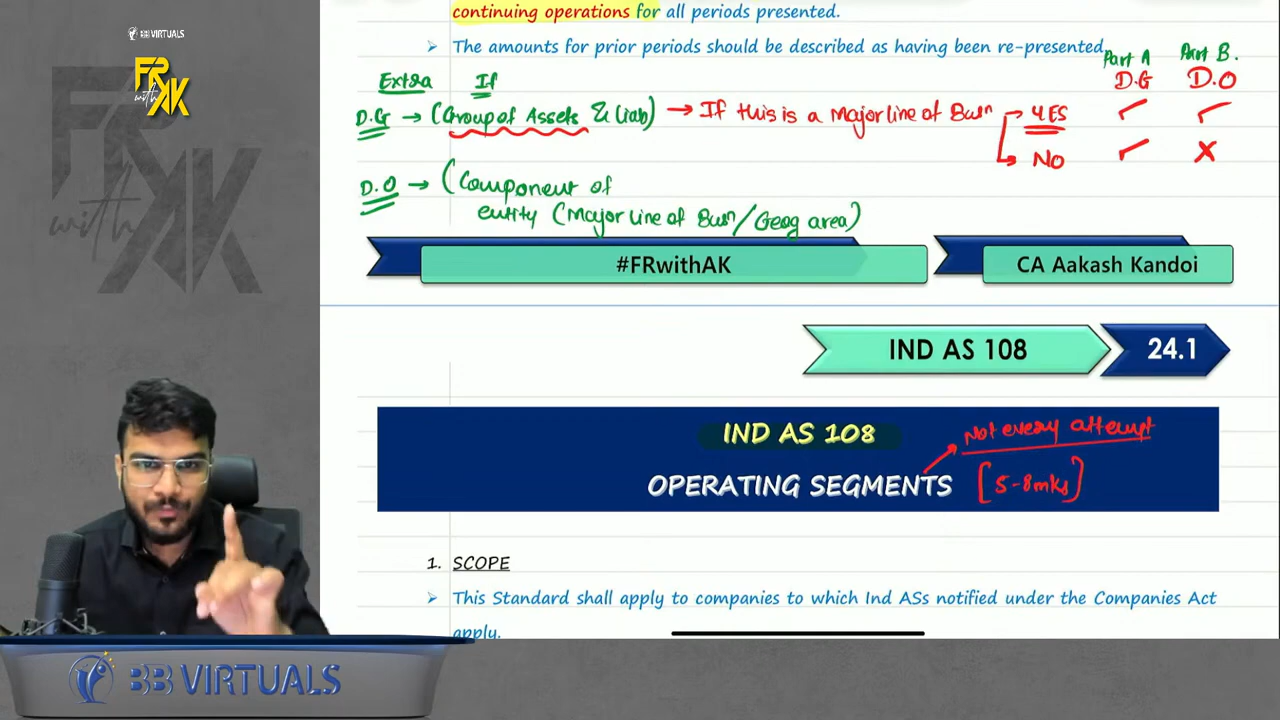 BB VIRTUALS
FR
with
AK
FR
with
AK
continuing operations for all periods presented.
➢ The amounts for prior periods should be described as having been re-presented.
Part A Part B.
Extra If D.G D.O
D.G → (Group of Assets & Liab) → If this is a Major line of Busn → YES ✓ ✓
→ No ✓ X
D.O → (Component of
entity (Major line of Busn/Geog area)
#FRwithAK CA Aakash Kandoi
IND AS 108 24.1
IND AS 108
Not every attempt
OPERATING SEGMENTS [5-8mks]
1. SCOPE
➢ This Standard shall apply to companies to which Ind ASs notified under the Companies Act
apply.
BB VIRTUALS